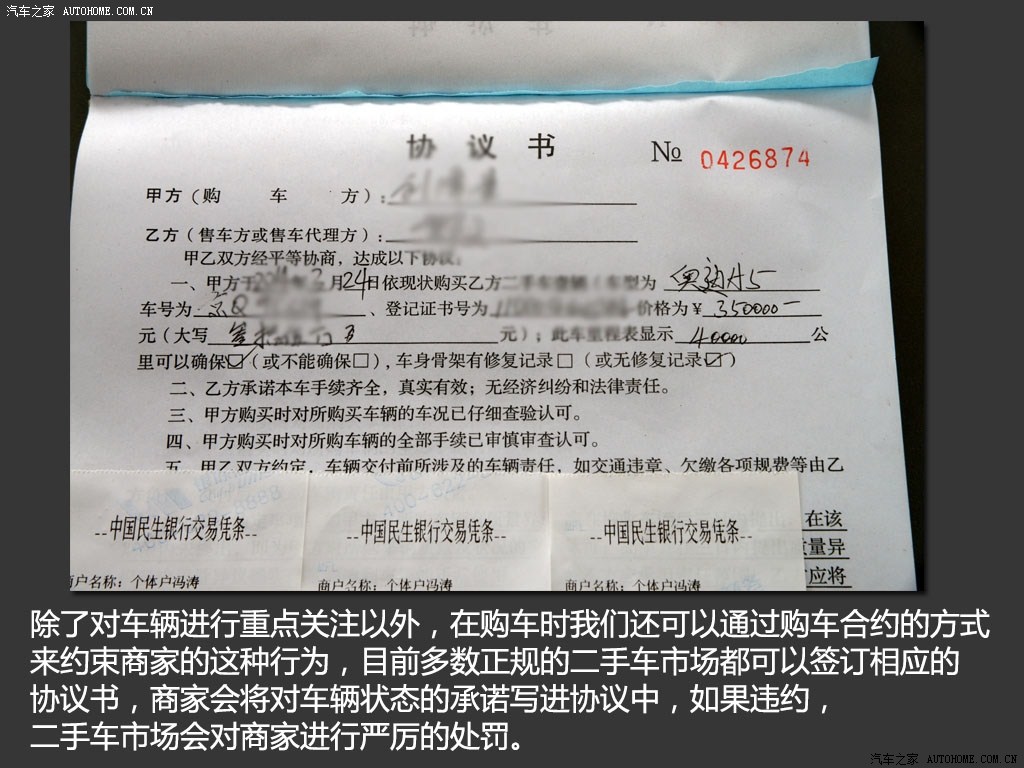 汽车之家 AUTOHOME.COM.CN
协 议 书 № 0426874
甲方（购 车 方）：
乙方（售车方或售车代理方）：
甲乙双方经平等协商，达成以下协议：
一、甲方于 月24日依现状购买乙方二手车壹辆（车型为 奥迪A5
车号为 京Q 、登记证书号为 价格为￥350000-
元（大写 元）；此车里程表显示 40000 公
里可以确保☑（或不能确保□），车身骨架有修复记录□（或无修复记录☑）
二、乙方承诺本车手续齐全，真实有效；无经济纠纷和法律责任。
三、甲方购买时对所购买车辆的车况已仔细查验认可。
四、甲方购买时对所购车辆的全部手续已审慎审查认可。
五、甲乙双方约定，车辆交付前所涉及的车辆责任，如交通违章、欠缴各项规费等由乙
在该
量异
应将
--中国民生银行交易凭条-- --中国民生银行交易凭条-- --中国民生银行交易凭条--
商户名称：个体户冯涛 商户名称：个体户冯涛 商户名称：个体户冯涛
除了对车辆进行重点关注以外，在购车时我们还可以通过购车合约的方式
来约束商家的这种行为，目前多数正规的二手车市场都可以签订相应的
协议书，商家会将对车辆状态的承诺写进协议中，如果违约，
二手车市场会对商家进行严厉的处罚。
汽车之家 AUTOHOME.COM.CN